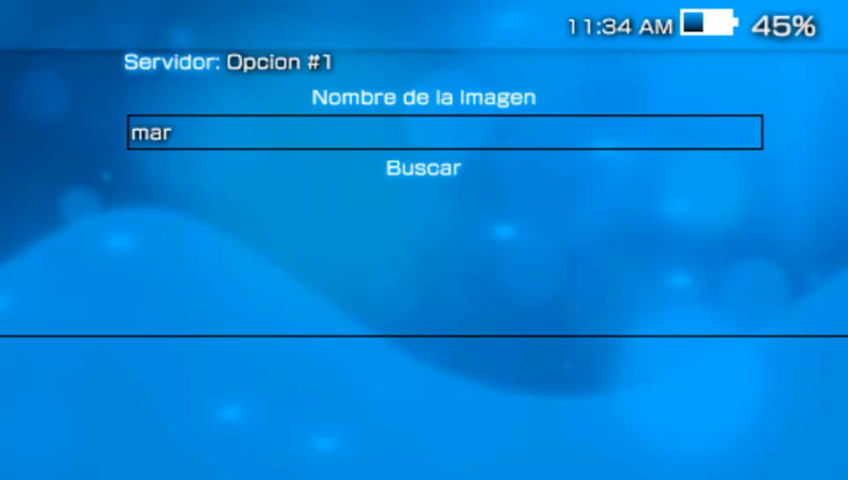 11:34 AM 45%
Servidor: Opcion #1
Nombre de la Imagen
mar
Buscar